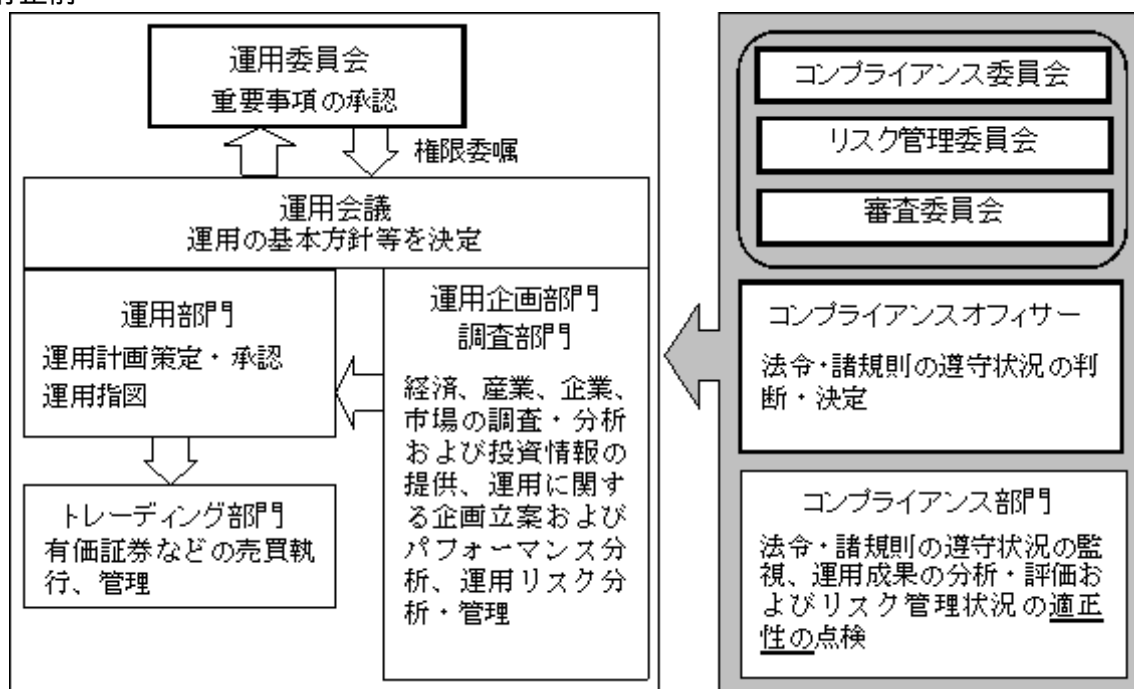 訂正前
運用委員会
重要事項の承認
権限委嘱
運用会議
運用の基本方針等を決定
運用部門
運用計画策定・承認
運用指図
トレーディング部門
有価証券などの売買執
行、管理
運用企画部門
調査部門
経済、産業、企業、
市場の調査・分析
および投資情報の
提供、運用に関す
る企画立案および
パフォーマンス分
析、運用リスク分
析・管理
コンプライアンス委員会
リスク管理委員会
審査委員会
コンプライアンスオフィサー
法令・諸規則の遵守状況の判
断・決定
コンプライアンス部門
法令・諸規則の遵守状況の監
視、運用成果の分析・評価お
よびリスク管理状況の適正
性の点検